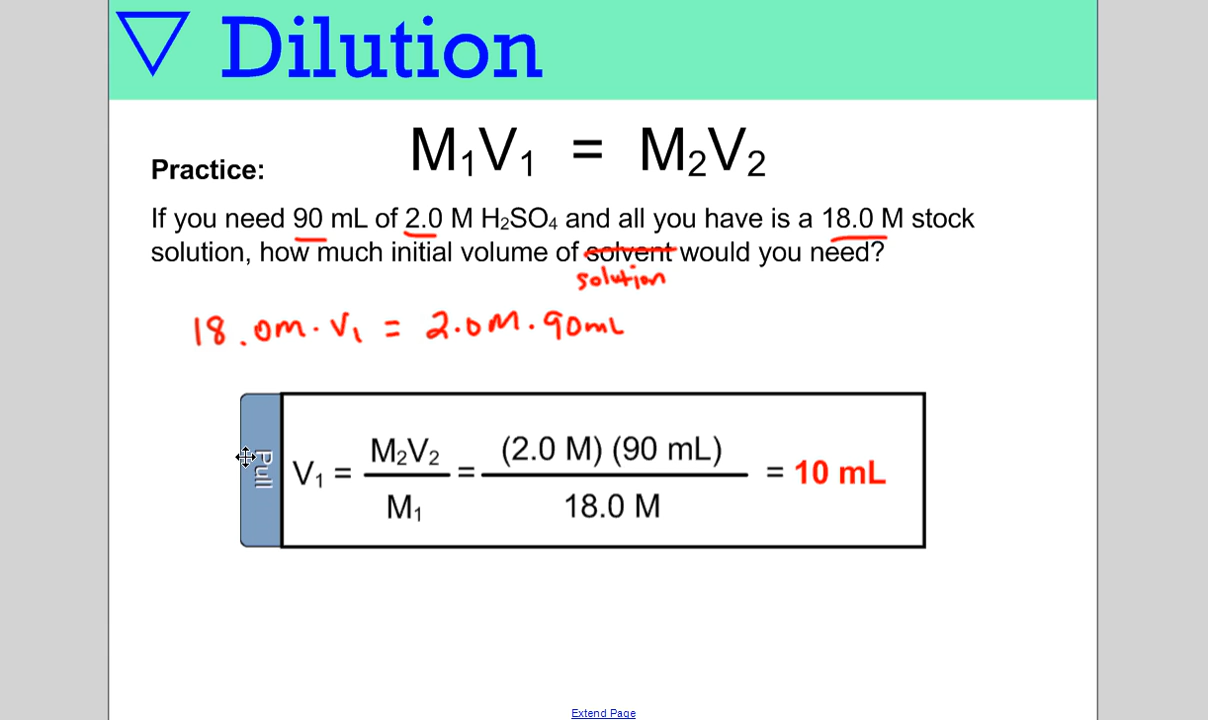 ▽ Dilution
M₁V₁ = M₂V₂
Practice:
If you need 90 mL of 2.0 M H₂SO₄ and all you have is a 18.0 M stock
solution, how much initial volume of solvent would you need?
solution
18.0M · V₁ = 2.0M · 90mL
Pull
V₁ = M₂V₂ / M₁ = (2.0 M) (90 mL) / 18.0 M = 10 mL
Extend Page